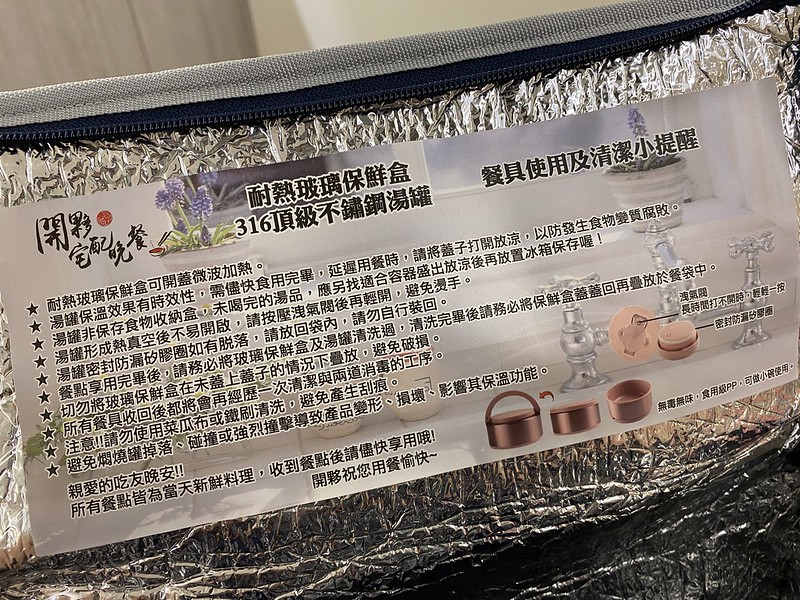 開夥
宅配晚餐
耐熱玻璃保鮮盒
316頂級不鏽鋼湯罐
餐具使用及清潔小提醒
★ 耐熱玻璃保鮮盒可開蓋微波加熱。
★ 湯罐保溫效果有時效性，需儘快食用完畢，延遲用餐時，請將蓋子打開放涼，以防發生食物變質腐敗。
★ 湯罐非保存食物收納盒，未喝完的湯品，應另找適合容器盛出放涼後再放置冰箱保存喔！
★ 湯罐形成熱真空後不易開啟，請按壓洩氣閥後再輕開，避免燙手。
★ 湯罐密封防漏矽膠圈如有脫落，請放回袋內，請勿自行裝回。
★ 餐點享用完畢後，請務必將玻璃保鮮盒及湯罐清洗過，清洗完畢後請務必將保鮮盒蓋蓋回再疊放於餐袋中。
★ 切勿將玻璃保鮮盒在未蓋上蓋子的情況下疊放，避免破損。
★ 所有餐具收回後都將會再經歷一次清潔與兩道消毒的工序。
★ 注意!!請勿使用菜瓜布或鐵刷清洗，避免產生刮痕。
★ 避免燜燒罐掉落、碰撞或強烈撞擊導致產品變形、損壞、影響其保溫功能。
洩氣閥
長時間打不開時，輕輕一按
密封防漏矽膠圈
無毒無味，食用級PP，可做小碗使用。
親愛的吃友晚安!!
所有餐點皆為當天新鮮料理，收到餐點後請儘快享用哦!
開夥祝您用餐愉快~